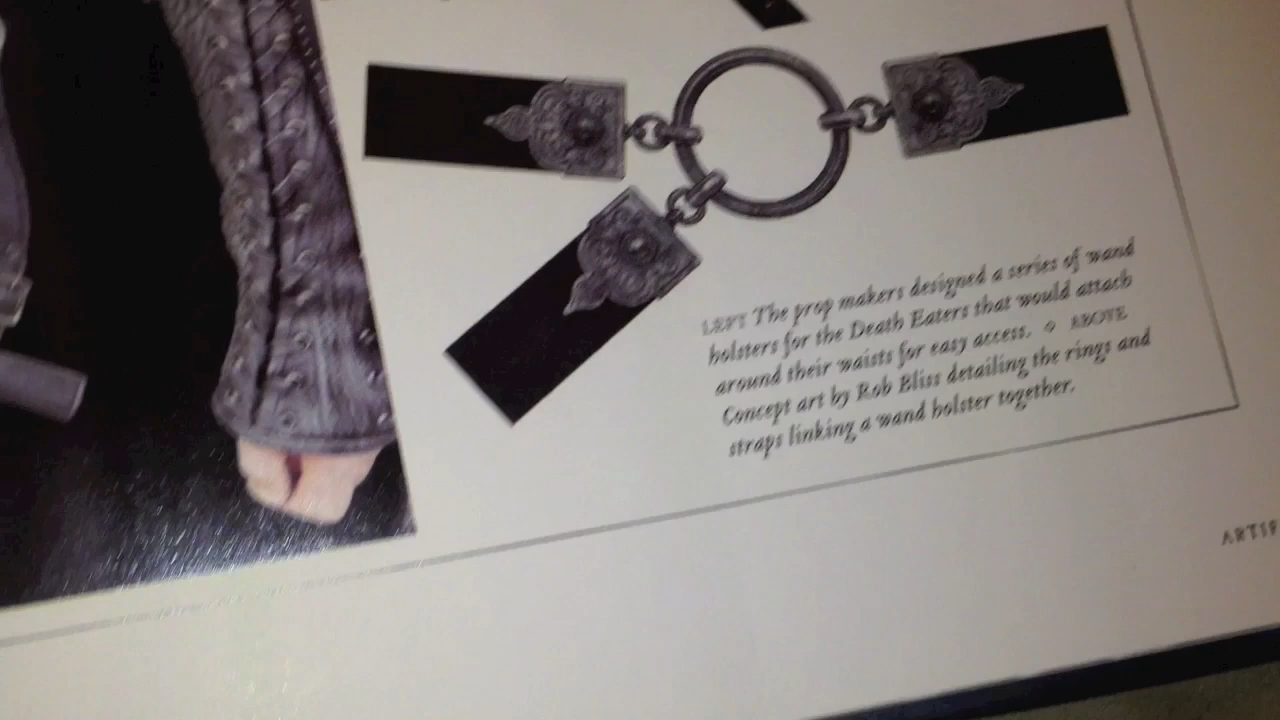 LEFT The prop makers designed a series of wand
holsters for the Death Eaters that would attach
around their waists for easy access. ◇ ABOVE
Concept art by Rob Bliss detailing the rings and
straps linking a wand holster together.
ARTIF